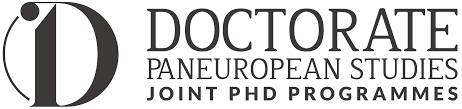 DOCTORATE
PANEUROPEAN STUDIES
JOINT PHD PROGRAMMES